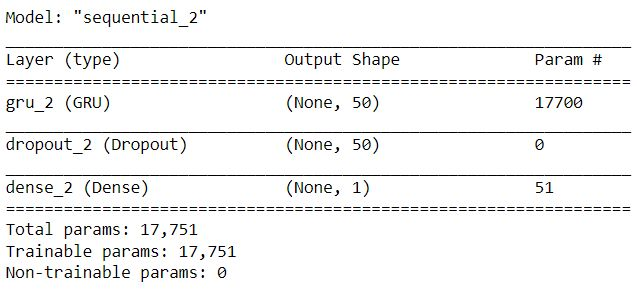 Model: "sequential_2"
_________________________________________________________________
Layer (type)                 Output Shape              Param #
=================================================================
gru_2 (GRU)                  (None, 50)                17700
_________________________________________________________________
dropout_2 (Dropout)          (None, 50)                0
_________________________________________________________________
dense_2 (Dense)              (None, 1)                 51
=================================================================
Total params: 17,751
Trainable params: 17,751
Non-trainable params: 0